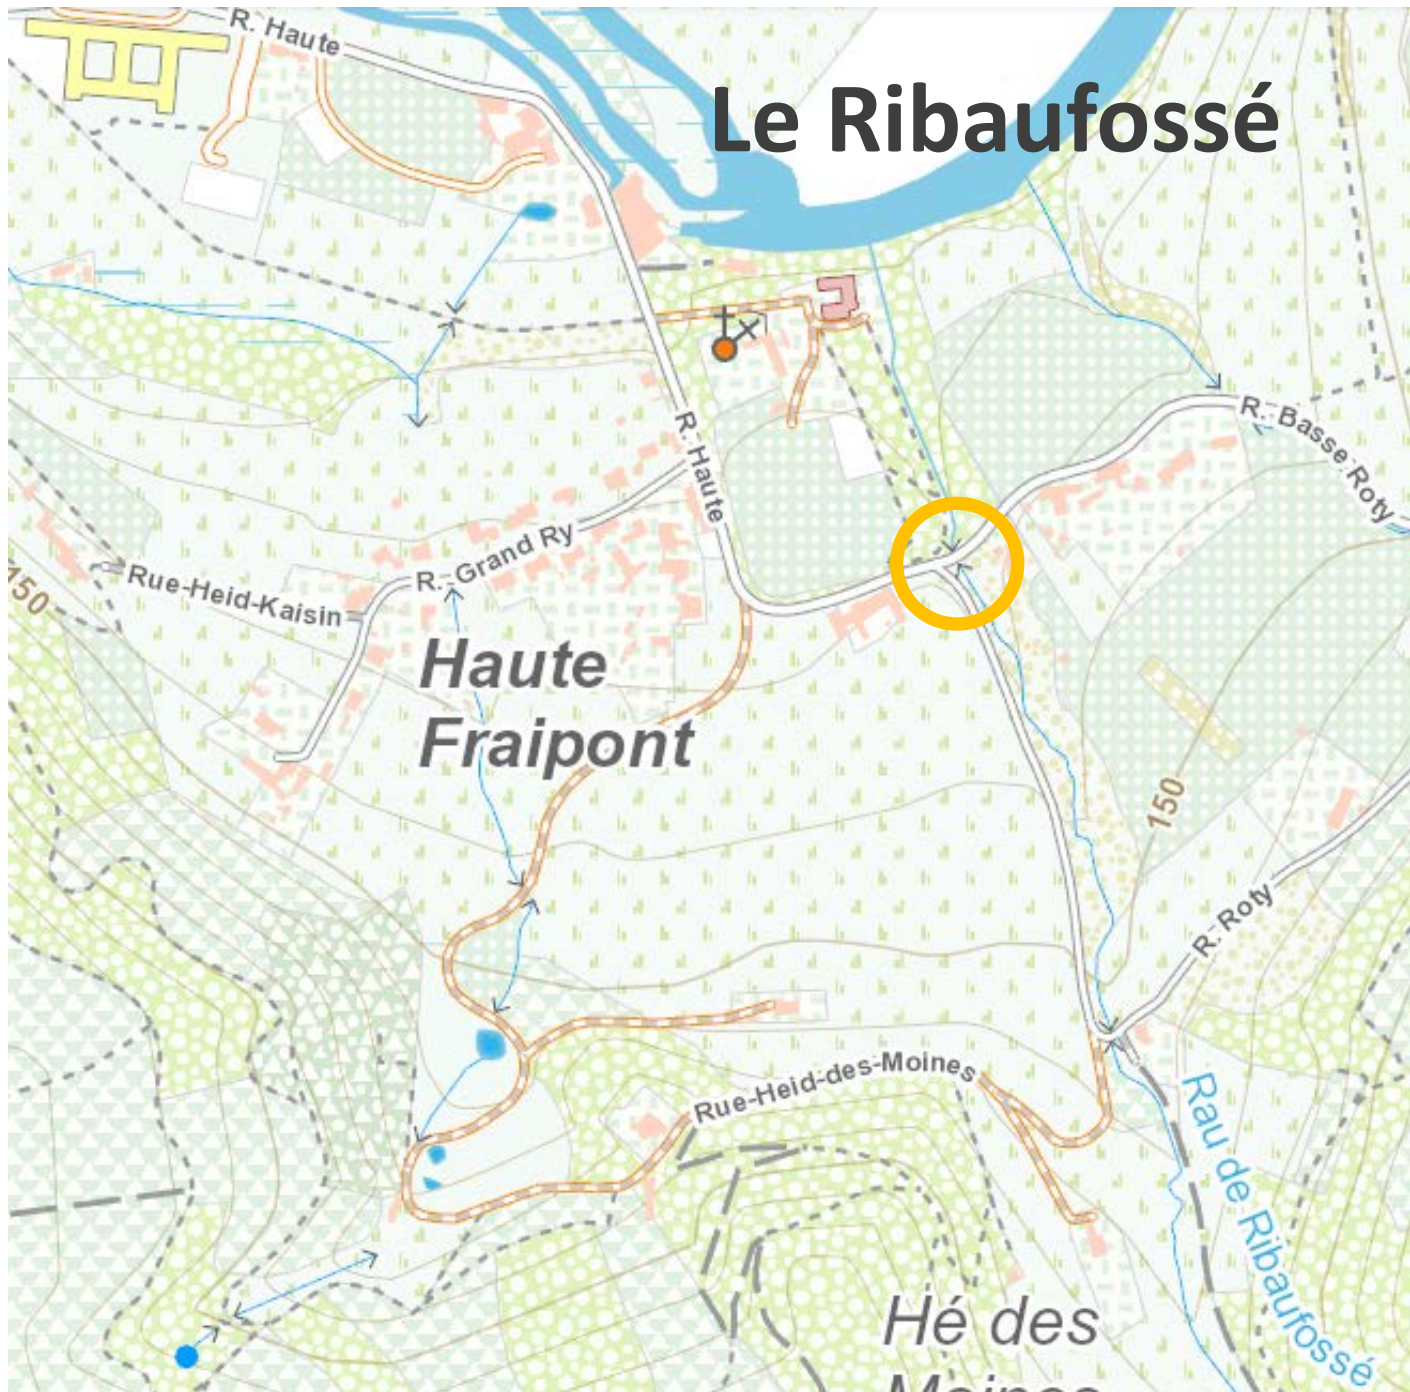 R. Haute
Le Ribaufossé
R. Haute
R. Basse Roty
R. Grand Ry
Rue-Heid-Kaisin
150
Haute
Fraipont
150
R. Roty
Rue-Heid-des-Moines
Rau de Ribaufossé
Hé des
Moines